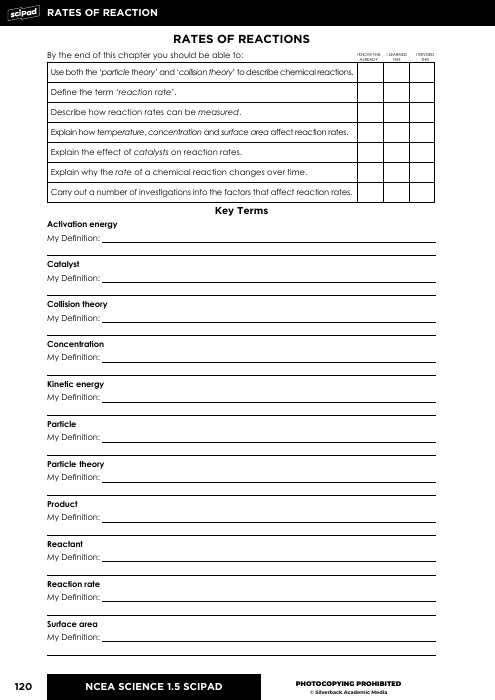 scipad RATES OF REACTION
RATES OF REACTIONS
By the end of this chapter you should be able to:
I KNOW THIS ALREADY
I LEARNED THIS
I REVISED THIS
Use both the ‘particle theory’ and ‘collision theory’ to describe chemical reactions.
Define the term ‘reaction rate’.
Describe how reaction rates can be measured.
Explain how temperature, concentration and surface area affect reaction rates.
Explain the effect of catalysts on reaction rates.
Explain why the rate of a chemical reaction changes over time.
Carry out a number of investigations into the factors that affect reaction rates.
Key Terms
Activation energy
My Definition:
Catalyst
My Definition:
Collision theory
My Definition:
Concentration
My Definition:
Kinetic energy
My Definition:
Particle
My Definition:
Particle theory
My Definition:
Product
My Definition:
Reactant
My Definition:
Reaction rate
My Definition:
Surface area
My Definition:
120
NCEA SCIENCE 1.5 SCIPAD
PHOTOCOPYING PROHIBITED
© Silverback Academic Media